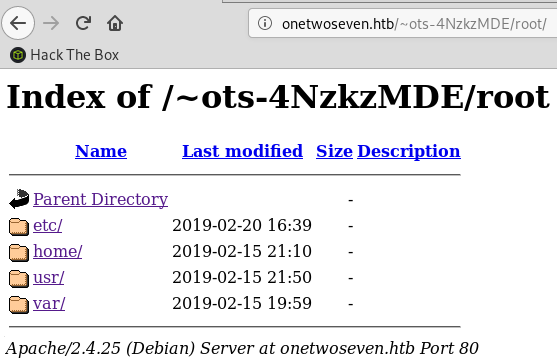 onetwoseven.htb/~ots-4NzkzMDE/root/
Hack The Box
Index of /~ots-4NzkzMDE/root
Name Last modified Size Description
Parent Directory -
etc/ 2019-02-20 16:39 -
home/ 2019-02-15 21:10 -
usr/ 2019-02-15 21:50 -
var/ 2019-02-15 19:59 -
Apache/2.4.25 (Debian) Server at onetwoseven.htb Port 80